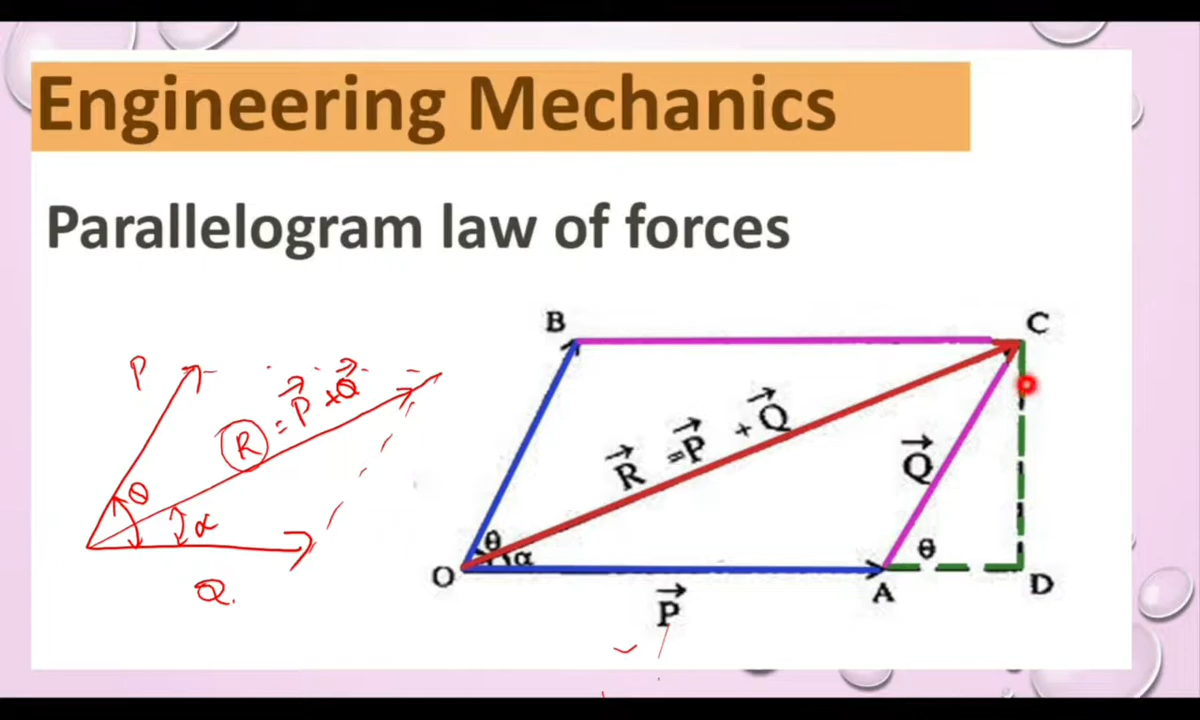 Engineering Mechanics
Parallelogram law of forces
P
R = P + Q
θ
α
Q.
B
C
R = P + Q
Q
θ
α
θ
O
P
A
D